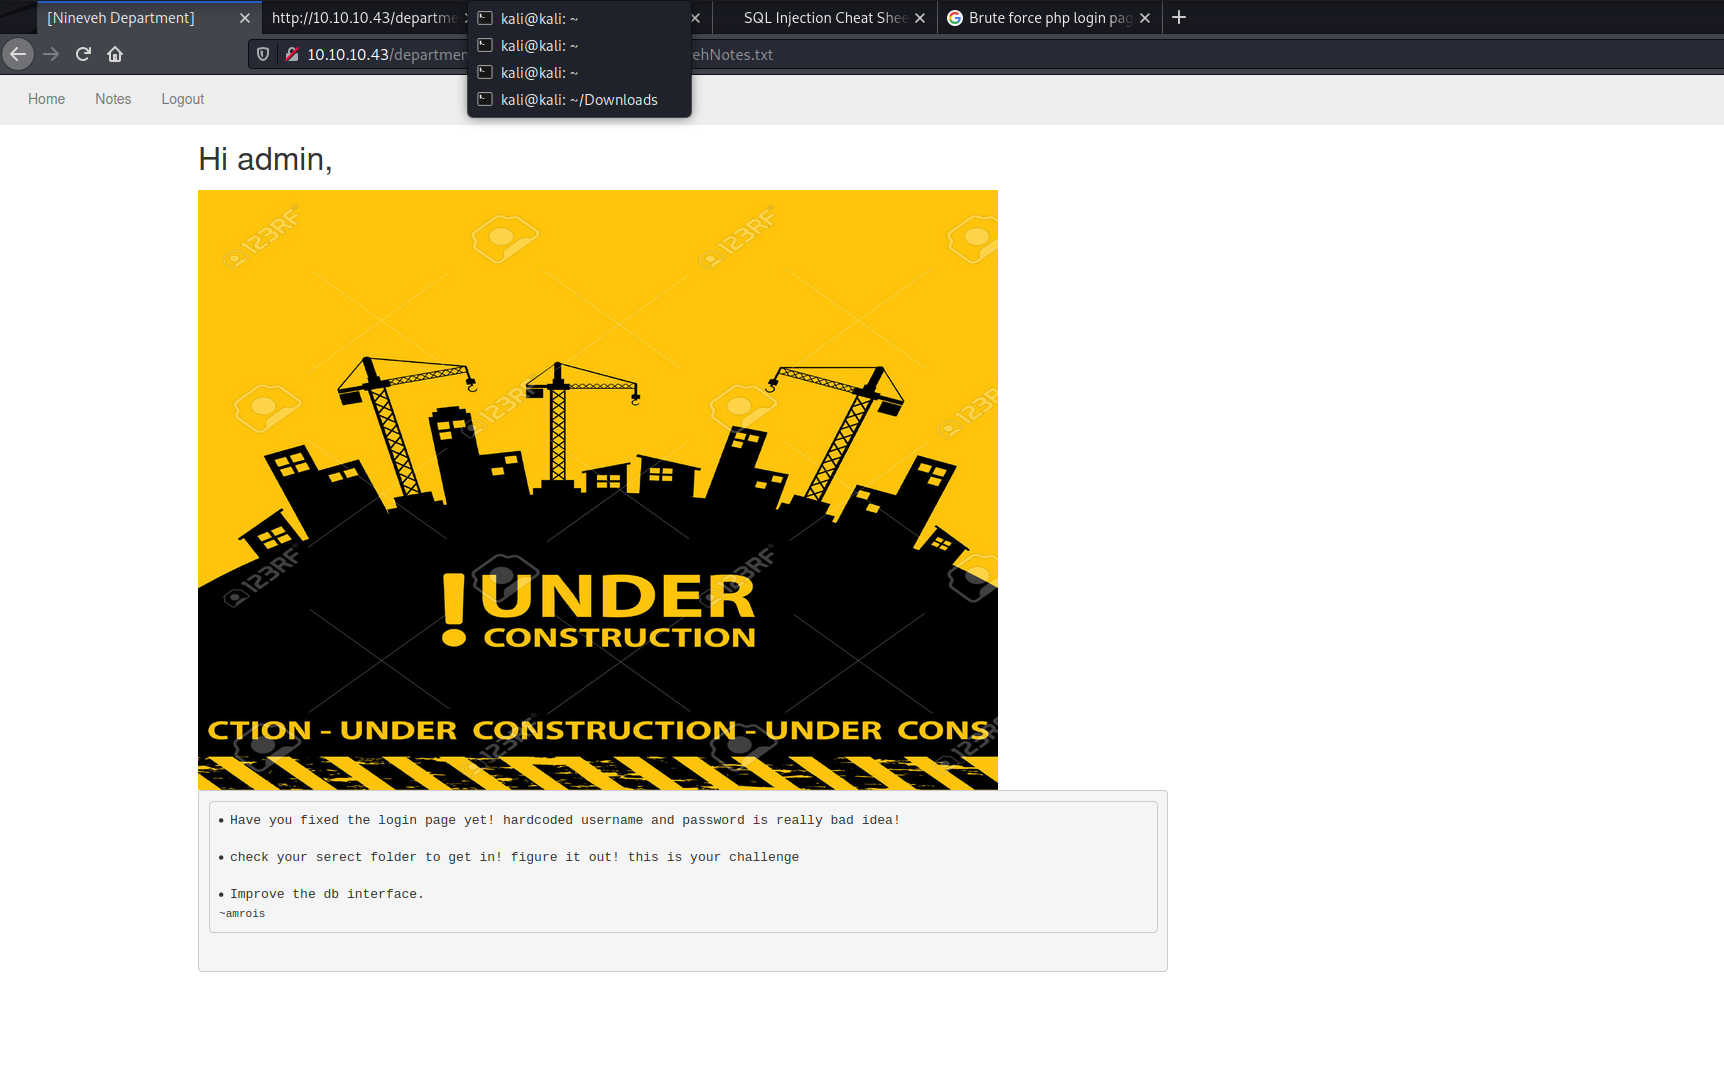 [Nineveh Department]
http://10.10.10.43/departme
SQL Injection Cheat Shee
Brute force php login pag
kali@kali: ~
kali@kali: ~
kali@kali: ~
kali@kali: ~/Downloads
10.10.10.43/departmen
ehNotes.txt
Home Notes Logout
Hi admin,
123RF
123RF
! UNDER
CONSTRUCTION
123RF
123RF
CTION - UNDER CONSTRUCTION - UNDER CONS
• Have you fixed the login page yet! hardcoded username and password is really bad idea!
• check your serect folder to get in! figure it out! this is your challenge
• Improve the db interface.
~amrois